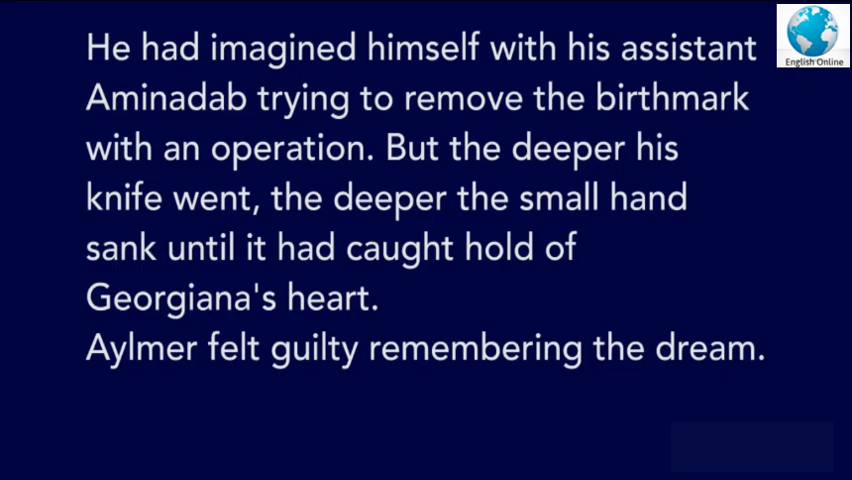 He had imagined himself with his assistant
Aminadab trying to remove the birthmark
with an operation. But the deeper his
knife went, the deeper the small hand
sank until it had caught hold of
Georgiana's heart.
Aylmer felt guilty remembering the dream.
English Online